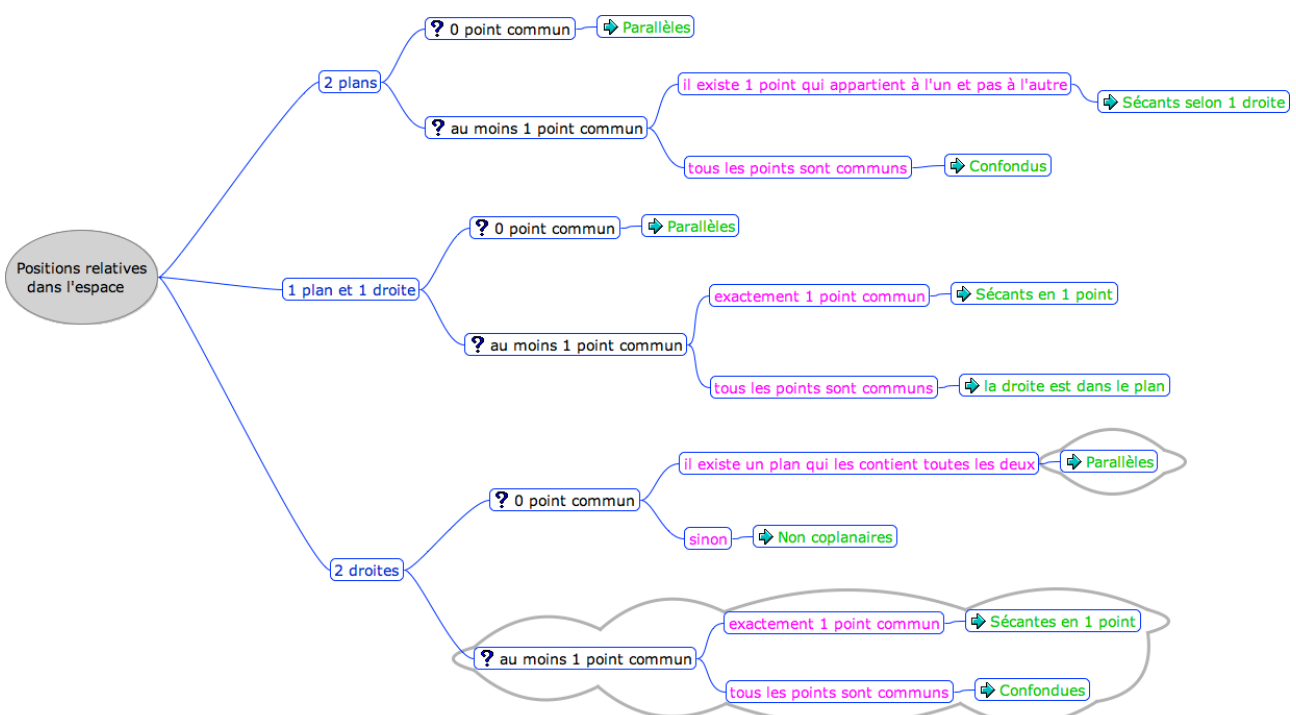 Positions relatives
dans l'espace
2 plans
? 0 point commun
Parallèles
? au moins 1 point commun
il existe 1 point qui appartient à l'un et pas à l'autre
Sécants selon 1 droite
tous les points sont communs
Confondus
1 plan et 1 droite
? 0 point commun
Parallèles
? au moins 1 point commun
exactement 1 point commun
Sécants en 1 point
tous les points sont communs
la droite est dans le plan
2 droites
? 0 point commun
il existe un plan qui les contient toutes les deux
Parallèles
sinon
Non coplanaires
? au moins 1 point commun
exactement 1 point commun
Sécantes en 1 point
tous les points sont communs
Confondues